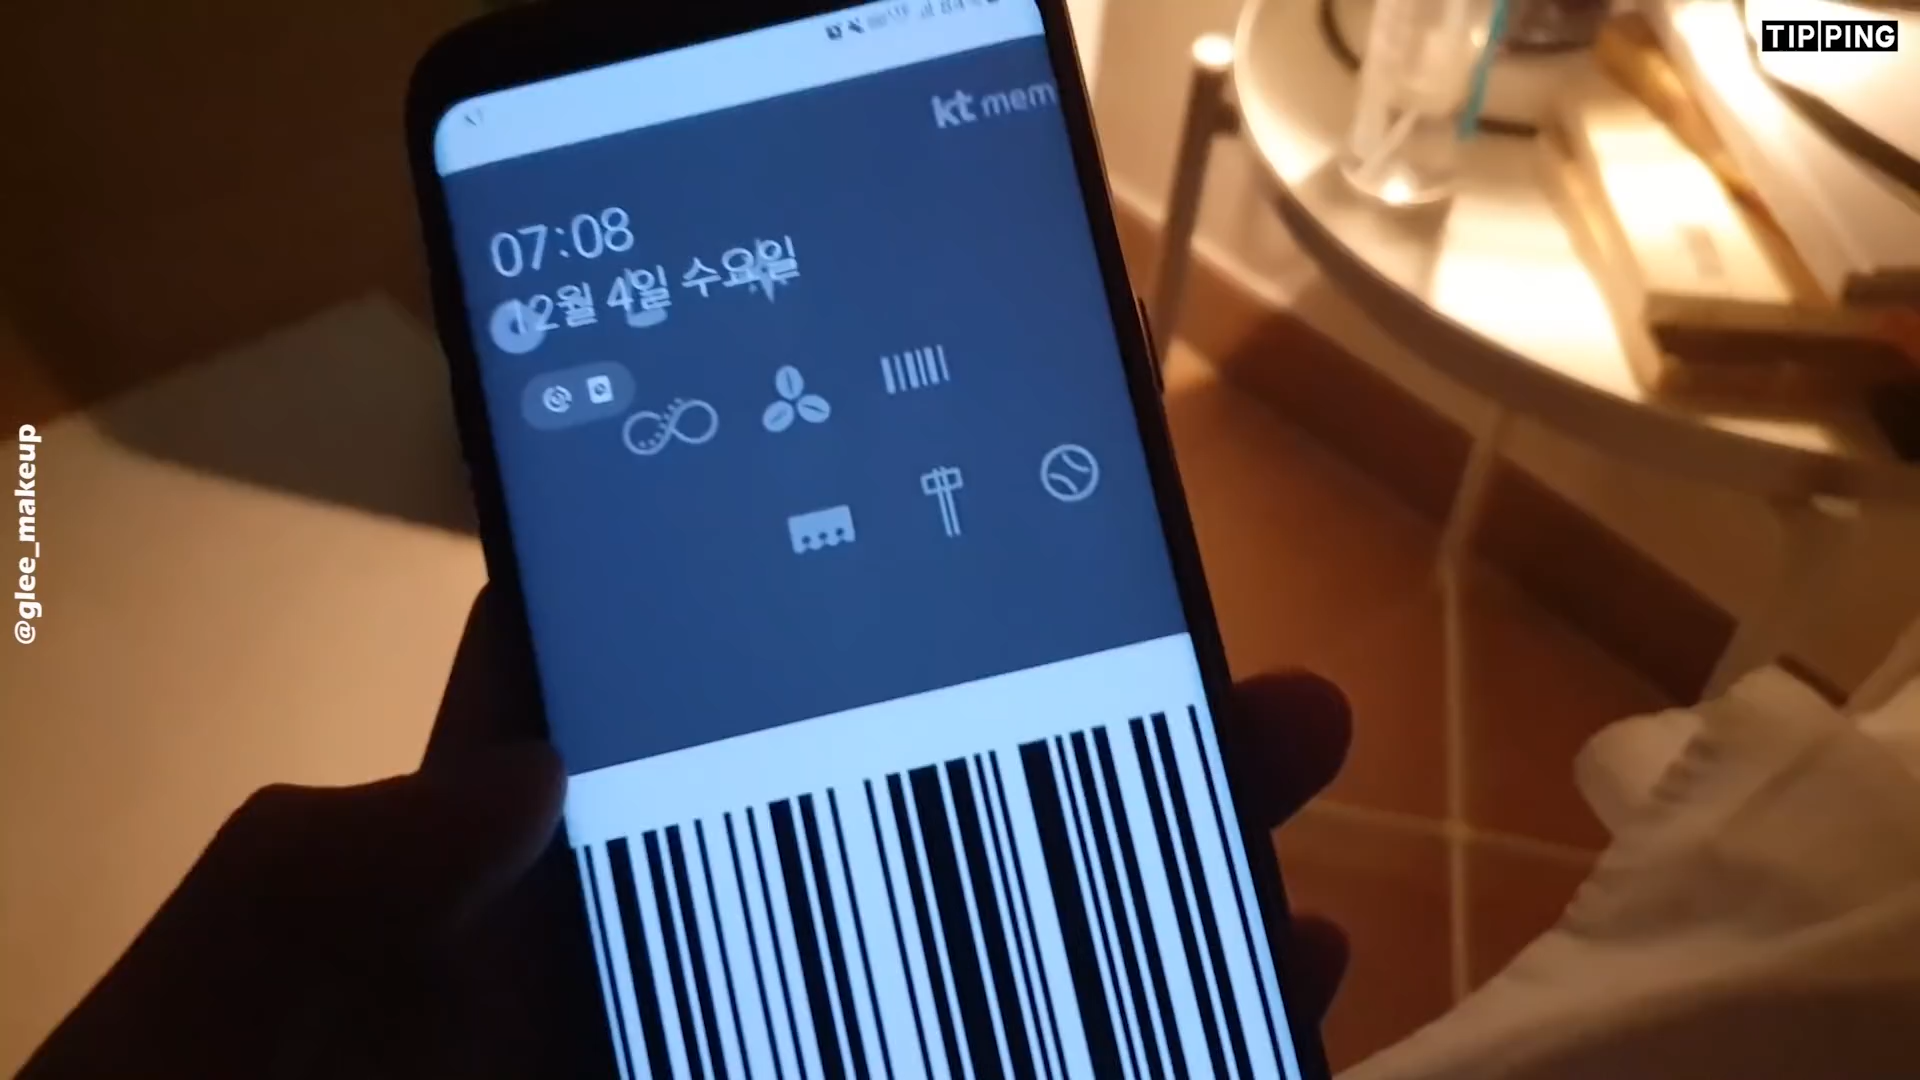 TIPPING
kt mem
07:08
12월 4일 수요일
@glee_makeup